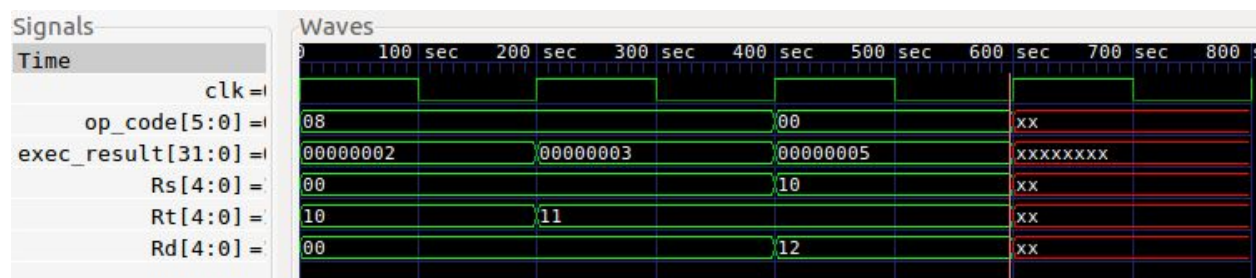 Signals Waves
Time 0 100 sec 200 sec 300 sec 400 sec 500 sec 600 sec 700 sec 800
clk =
op_code[5:0] = 08 00 xx
exec_result[31:0] = 00000002 00000003 00000005 xxxxxxxx
Rs[4:0] = 00 10 xx
Rt[4:0] = 10 11 xx
Rd[4:0] = 00 12 xx